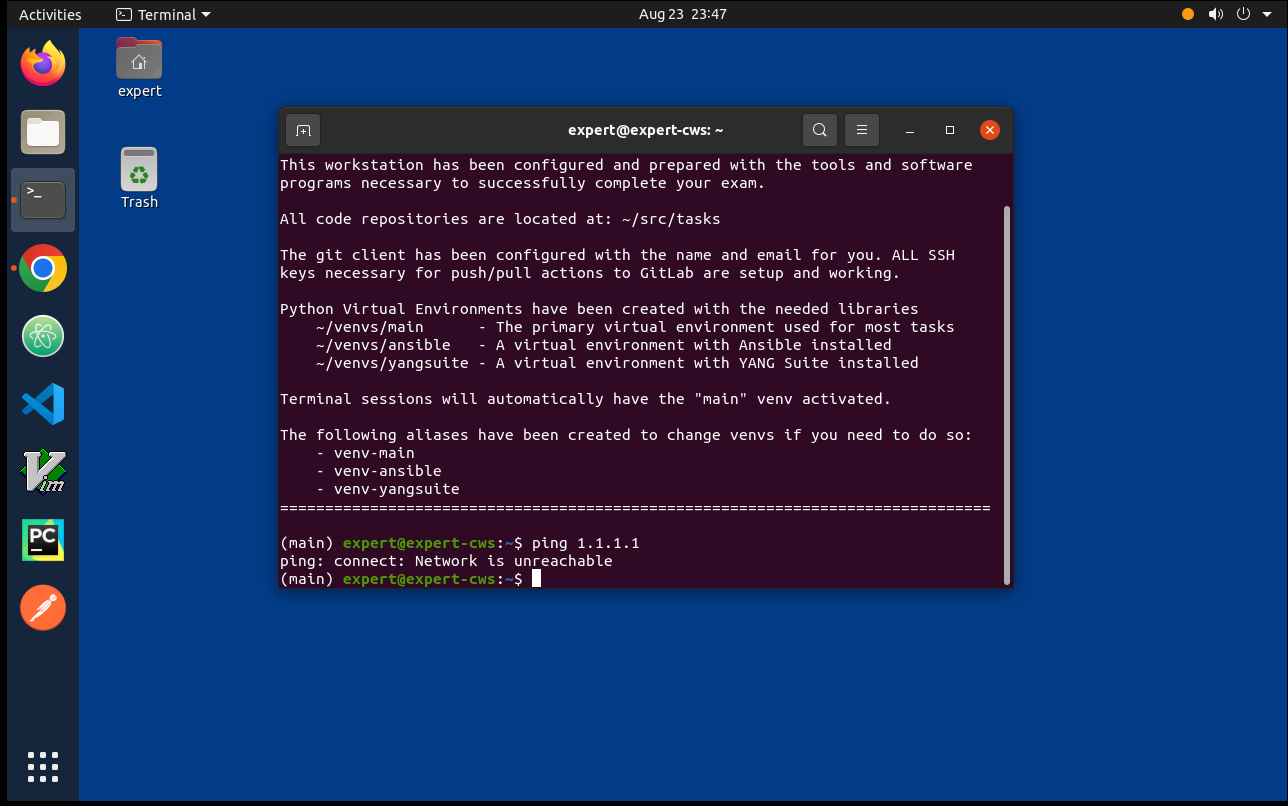 Activities
Terminal
Aug 23 23:47
expert
Trash
expert@expert-cws: ~
This workstation has been configured and prepared with the tools and software
programs necessary to successfully complete your exam.
All code repositories are located at: ~/src/tasks
The git client has been configured with the name and email for you. ALL SSH
keys necessary for push/pull actions to GitLab are setup and working.
Python Virtual Environments have been created with the needed libraries
    ~/venvs/main      - The primary virtual environment used for most tasks
    ~/venvs/ansible   - A virtual environment with Ansible installed
    ~/venvs/yangsuite - A virtual environment with YANG Suite installed
Terminal sessions will automatically have the "main" venv activated.
The following aliases have been created to change venvs if you need to do so:
    - venv-main
    - venv-ansible
    - venv-yangsuite
===============================================================================
(main) expert@expert-cws:~$ ping 1.1.1.1
ping: connect: Network is unreachable
(main) expert@expert-cws:~$
>_
Vim
PC